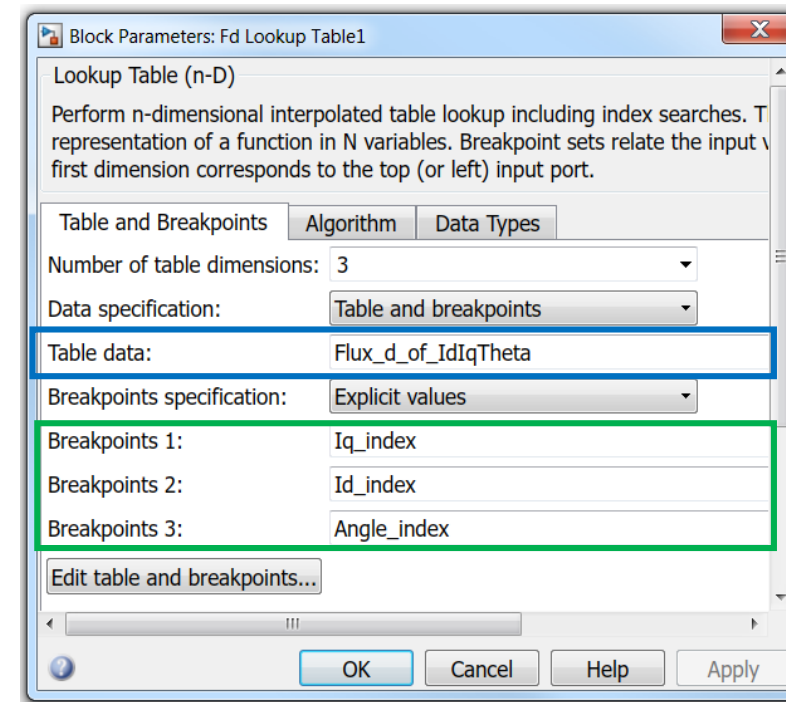 Block Parameters: Fd Lookup Table1
X
Lookup Table (n-D)
Perform n-dimensional interpolated table lookup including index searches. T
representation of a function in N variables. Breakpoint sets relate the input v
first dimension corresponds to the top (or left) input port.
Table and Breakpoints Algorithm Data Types
Number of table dimensions: 3
Data specification: Table and breakpoints
Table data: Flux_d_of_IdIqTheta
Breakpoints specification: Explicit values
Breakpoints 1: Iq_index
Breakpoints 2: Id_index
Breakpoints 3: Angle_index
Edit table and breakpoints...
? OK Cancel Help Apply